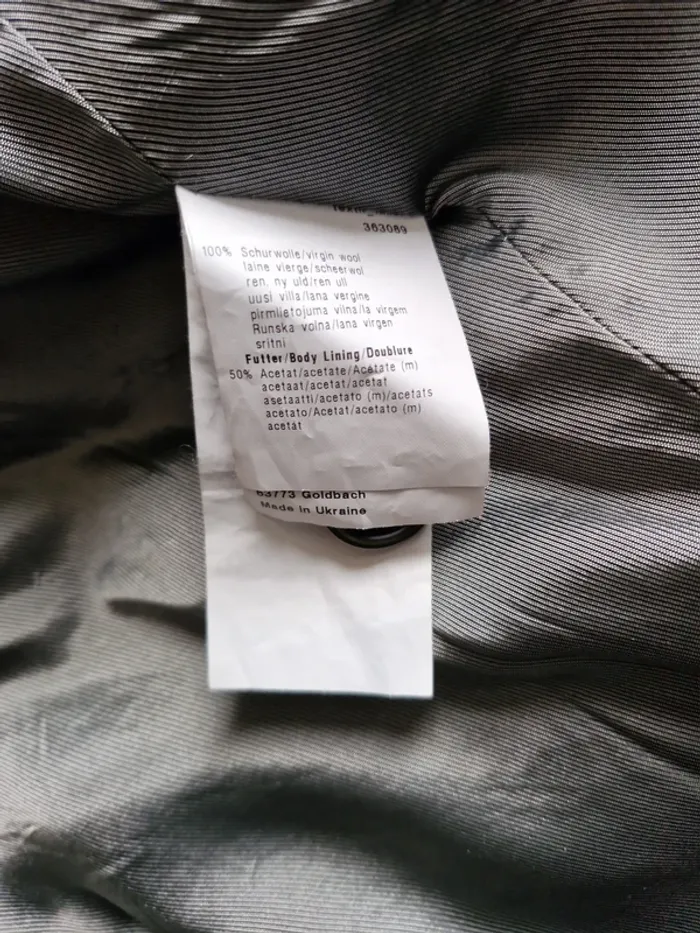 363089
100% Schurwolle/virgin wool
laine vierge/scheerwol
ren, ny uld/ren ull
uusi villa/lana vergine
pirmlietojuma vilna/la virgem
Runska volna/lana virgen
sritni
Futter/Body Lining/Doublure
50% Acetat/acetate/Acétate (m)
acetaat/acetat/acetat
asetaatti/acetato (m)/acetats
acetato/Acetat/acetato (m)
acetat
63773 Goldbach
Made in Ukraine